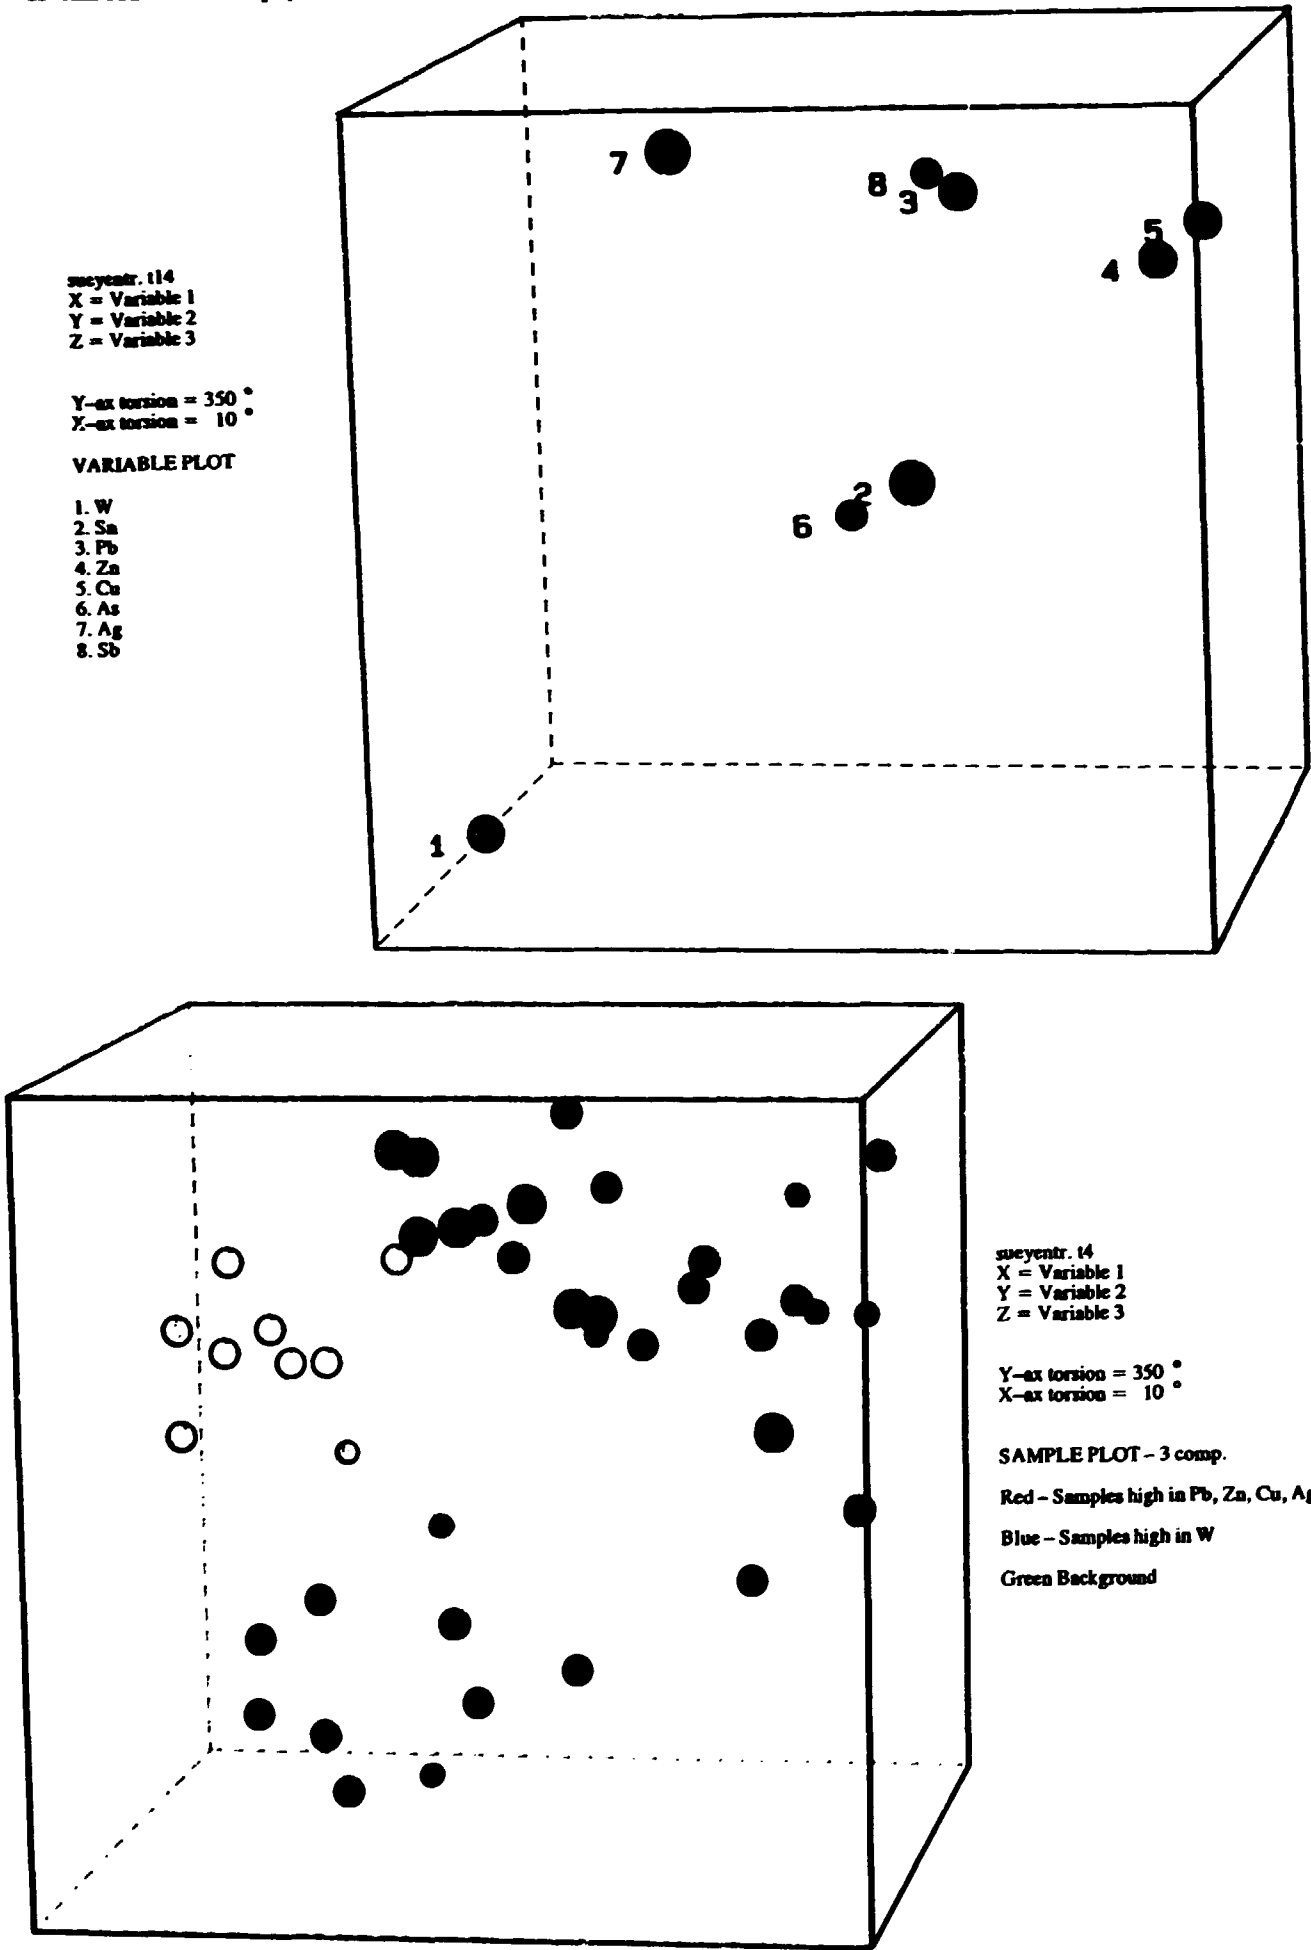 7
8
3
5
4
2
6
1
sueyentr. t14
X = Variable 1
Y = Variable 2
Z = Variable 3
Y-ax torsion = 350 °
X-ax torsion = 10 °
VARIABLE PLOT
1. W
2. Sn
3. Pb
4. Zn
5. Cu
6. As
7. Ag
8. Sb
sueyentr. t4
X = Variable 1
Y = Variable 2
Z = Variable 3
Y-ax torsion = 350 °
X-ax torsion = 10 °
SAMPLE PLOT - 3 comp.
Red - Samples high in Pb, Zn, Cu, Ag
Blue - Samples high in W
Green Background